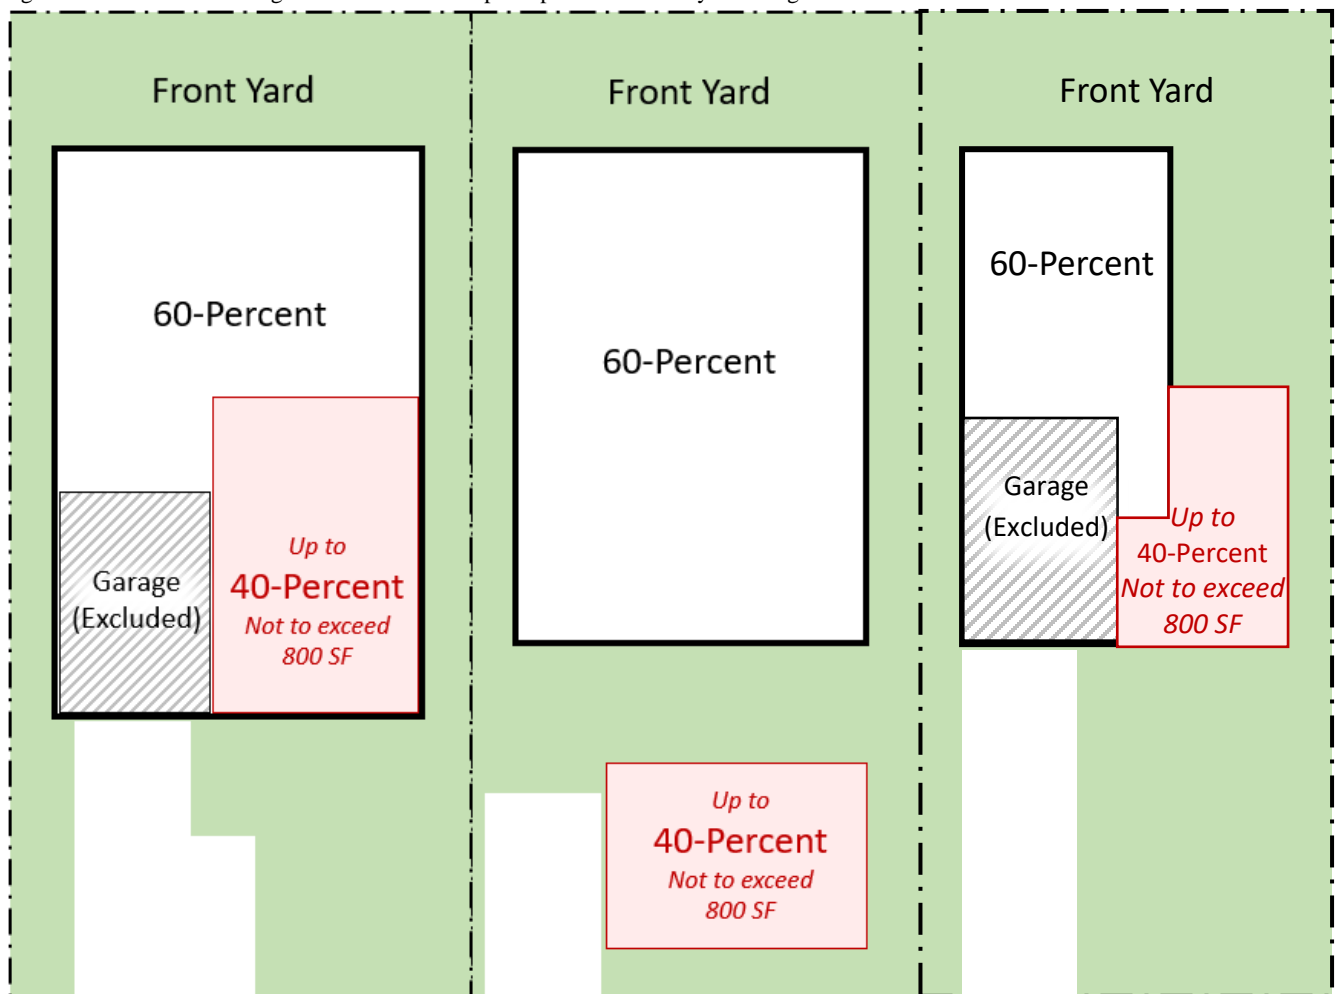 Front Yard
60-Percent
Garage
(Excluded)
Up to
40-Percent
Not to exceed
800 SF
Front Yard
60-Percent
Up to
40-Percent
Not to exceed
800 SF
Front Yard
60-Percent
Garage
(Excluded)
Up to
40-Percent
Not to exceed
800 SF